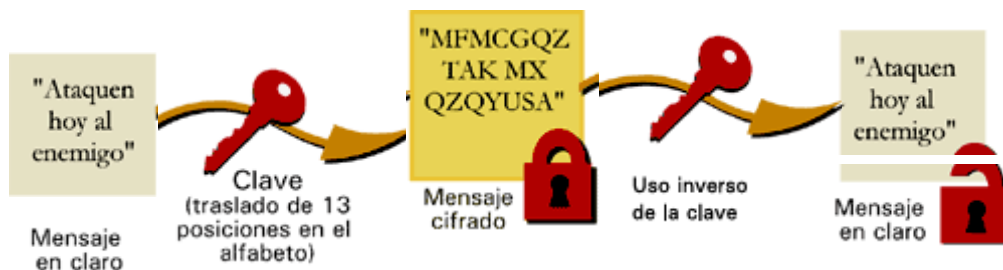 "Ataquen
hoy al
enemigo"
Mensaje
en claro
Clave
(traslado de 13
posiciones en el
alfabeto)
"MFMCGQZ
TAK MX
QZQYUSA"
Mensaje
cifrado
Uso inverso
de la clave
"Ataquen
hoy al
enemigo"
Mensaje
en claro